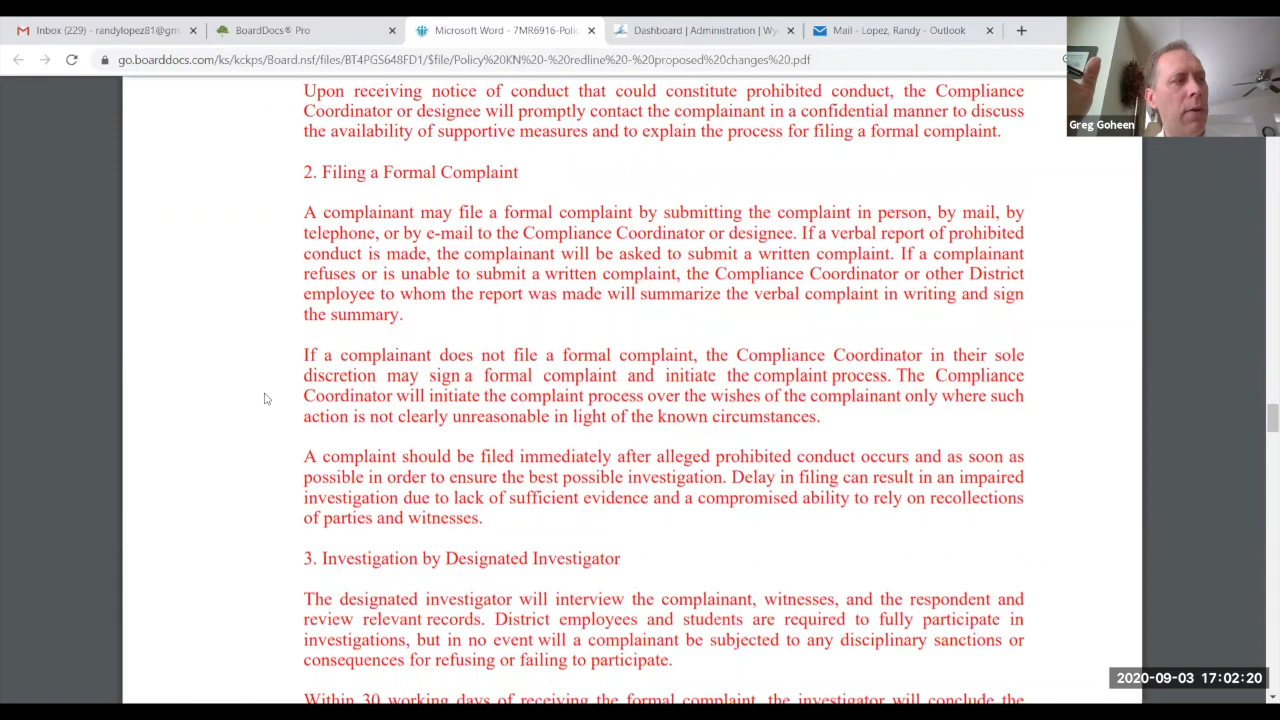 Inbox (229) - randylopez81@gm
BoardDocs® Pro
Microsoft Word - 7MR6916-Polic
Dashboard | Administration | Wy
Mail - Lopez, Randy - Outlook
go.boarddocs.com/ks/kckps/Board.nsf/files/BT4PGS648FD1/$file/Policy%20KN%20-%20redline%20-%20proposed%20changes%20.pdf
Greg Goheen
Upon receiving notice of conduct that could constitute prohibited conduct, the Compliance
Coordinator or designee will promptly contact the complainant in a confidential manner to discuss
the availability of supportive measures and to explain the process for filing a formal complaint.
2. Filing a Formal Complaint
A complainant may file a formal complaint by submitting the complaint in person, by mail, by
telephone, or by e-mail to the Compliance Coordinator or designee. If a verbal report of prohibited
conduct is made, the complainant will be asked to submit a written complaint. If a complainant
refuses or is unable to submit a written complaint, the Compliance Coordinator or other District
employee to whom the report was made will summarize the verbal complaint in writing and sign
the summary.
If a complainant does not file a formal complaint, the Compliance Coordinator in their sole
discretion may sign a formal complaint and initiate the complaint process. The Compliance
Coordinator will initiate the complaint process over the wishes of the complainant only where such
action is not clearly unreasonable in light of the known circumstances.
A complaint should be filed immediately after alleged prohibited conduct occurs and as soon as
possible in order to ensure the best possible investigation. Delay in filing can result in an impaired
investigation due to lack of sufficient evidence and a compromised ability to rely on recollections
of parties and witnesses.
3. Investigation by Designated Investigator
The designated investigator will interview the complainant, witnesses, and the respondent and
review relevant records. District employees and students are required to fully participate in
investigations, but in no event will a complainant be subjected to any disciplinary sanctions or
consequences for refusing or failing to participate.
Within 30 working days of receiving the formal complaint, the investigator will conclude the
2020-09-03 17:02:20